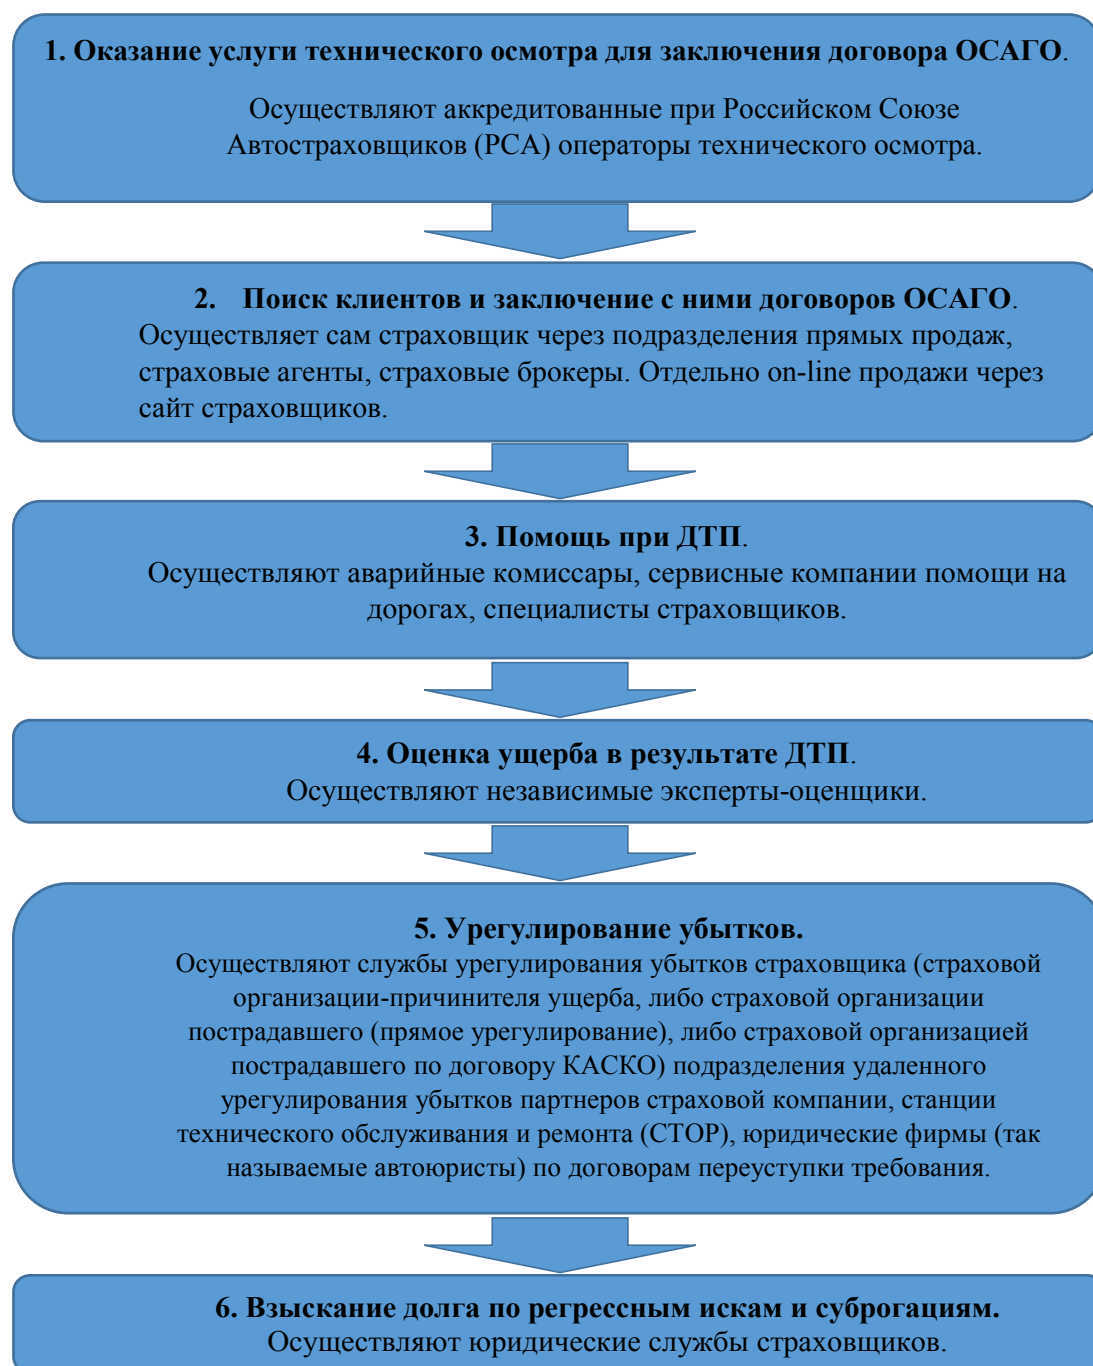 1. Оказание услуги технического осмотра для заключения договора ОСАГО.
Осуществляют аккредитованные при Российском Союзе
Автостраховщиков (РСА) операторы технического осмотра.
2. Поиск клиентов и заключение с ними договоров ОСАГО.
Осуществляет сам страховщик через подразделения прямых продаж,
страховые агенты, страховые брокеры. Отдельно on-line продажи через
сайт страховщиков.
3. Помощь при ДТП.
Осуществляют аварийные комиссары, сервисные компании помощи на
дорогах, специалисты страховщиков.
4. Оценка ущерба в результате ДТП.
Осуществляют независимые эксперты-оценщики.
5. Урегулирование убытков.
Осуществляют службы урегулирования убытков страховщика (страховой
организации-причинителя ущерба, либо страховой организации
пострадавшего (прямое урегулирование), либо страховой организацией
пострадавшего по договору КАСКО) подразделения удаленного
урегулирования убытков партнеров страховой компании, станции
технического обслуживания и ремонта (СТОР), юридические фирмы (так
называемые автоюристы) по договорам переуступки требования.
6. Взыскание долга по регрессным искам и суброгациям.
Осуществляют юридические службы страховщиков.